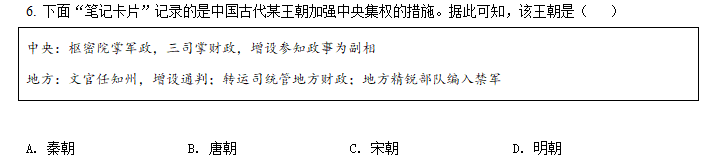 6. 下面“笔记卡片”记录的是中国古代某王朝加强中央集权的措施。据此可知，该王朝是（　　）
中央：枢密院掌军政，三司掌财政，增设参知政事为副相
地方：文官任知州，增设通判；转运司统管地方财政；地方精锐部队编入禁军
A. 秦朝　　B. 唐朝　　C. 宋朝　　D. 明朝